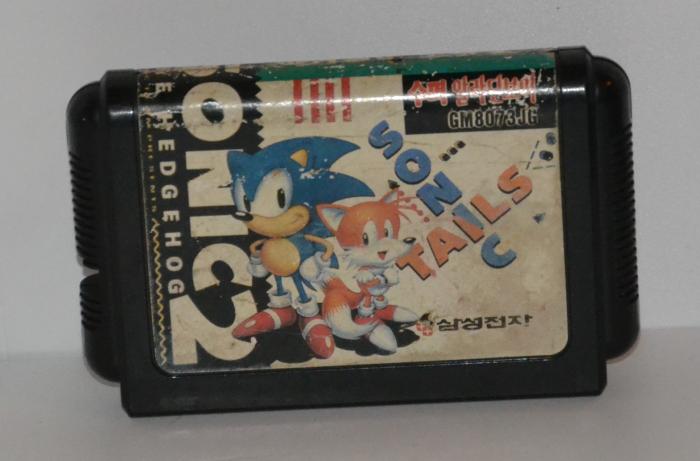 SONIC 2
THE HEDGEHOG
수퍼 알라딘보이
GM8073JG
SONIC
TAILS
삼성전자